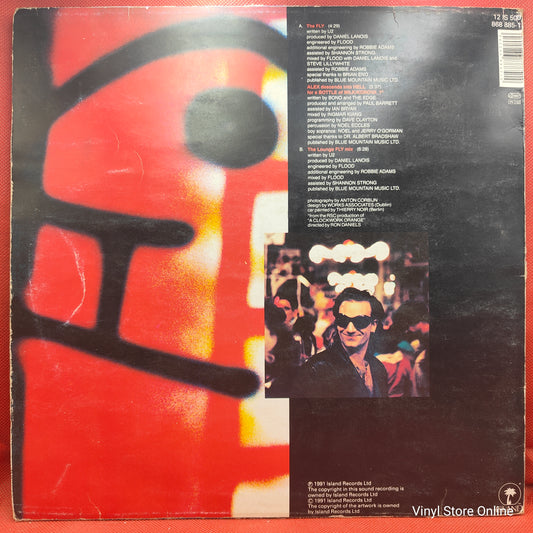 12 IS 500
868 885-1
A. The FLY (4:29)
written by U2
produced by DANIEL LANOIS
engineered by FLOOD
additional engineering by ROBBIE ADAMS
assisted by SHANNON STRONG
mixed by FLOOD with DANIEL LANOIS and
STEVE LILLYWHITE
assisted by ROBBIE ADAMS
special thanks to BRIAN ENO
published by BLUE MOUNTAIN MUSIC LTD.
ALEX descends into HELL (3:37)
for a BOTTLE of MILK/KOROVA 1
written by BONO and THE EDGE
produced and arranged by PAUL BARRETT
assisted by IAN BRYAN
mixed by INGMAR KIANG
programming by DAVE CLAYTON
percussion by NOEL ECCLES
boy soprano: NOEL and JERRY O'GORMAN
special thanks to DR. ALBERT BRADSHAW
published by BLUE MOUNTAIN MUSIC LTD.
B. The Lounge FLY mix (6:29)
written by U2
produced by DANIEL LANOIS
engineered by FLOOD
additional engineering by ROBBIE ADAMS
mixed by FLOOD
assisted by SHANNON STRONG
published by BLUE MOUNTAIN MUSIC LTD.
photography by ANTON CORBIJN
design by WORKS ASSOCIATES (Dublin)
car painted by THIERRY NOIR (Berlin)
*from the RSC production of
"A CLOCKWORK ORANGE"
directed by RON DANIELS
℗ 1991 Island Records Ltd
The copyright in this sound recording is
owned by Island Records Ltd
© 1991 Island Records Ltd
The copyright of the artwork is owned
by Island Records Ltd
ISLAND
Vinyl Store Online